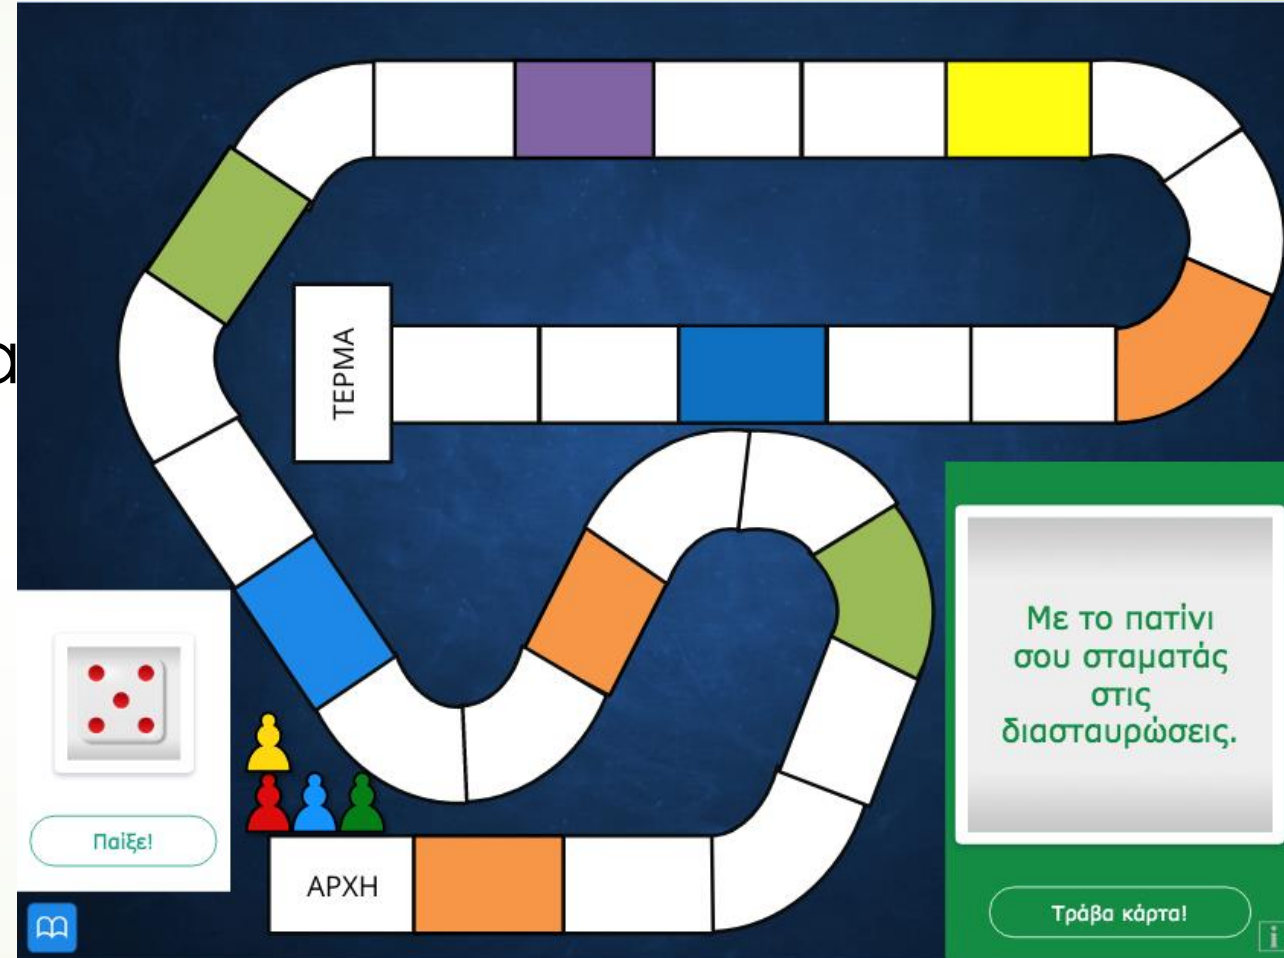 α
ΤΕΡΜΑ
Με το πατίνι
σου σταματάς
στις
διασταυρώσεις.
Παίξε!
ΑΡΧΗ
Τράβα κάρτα!
i